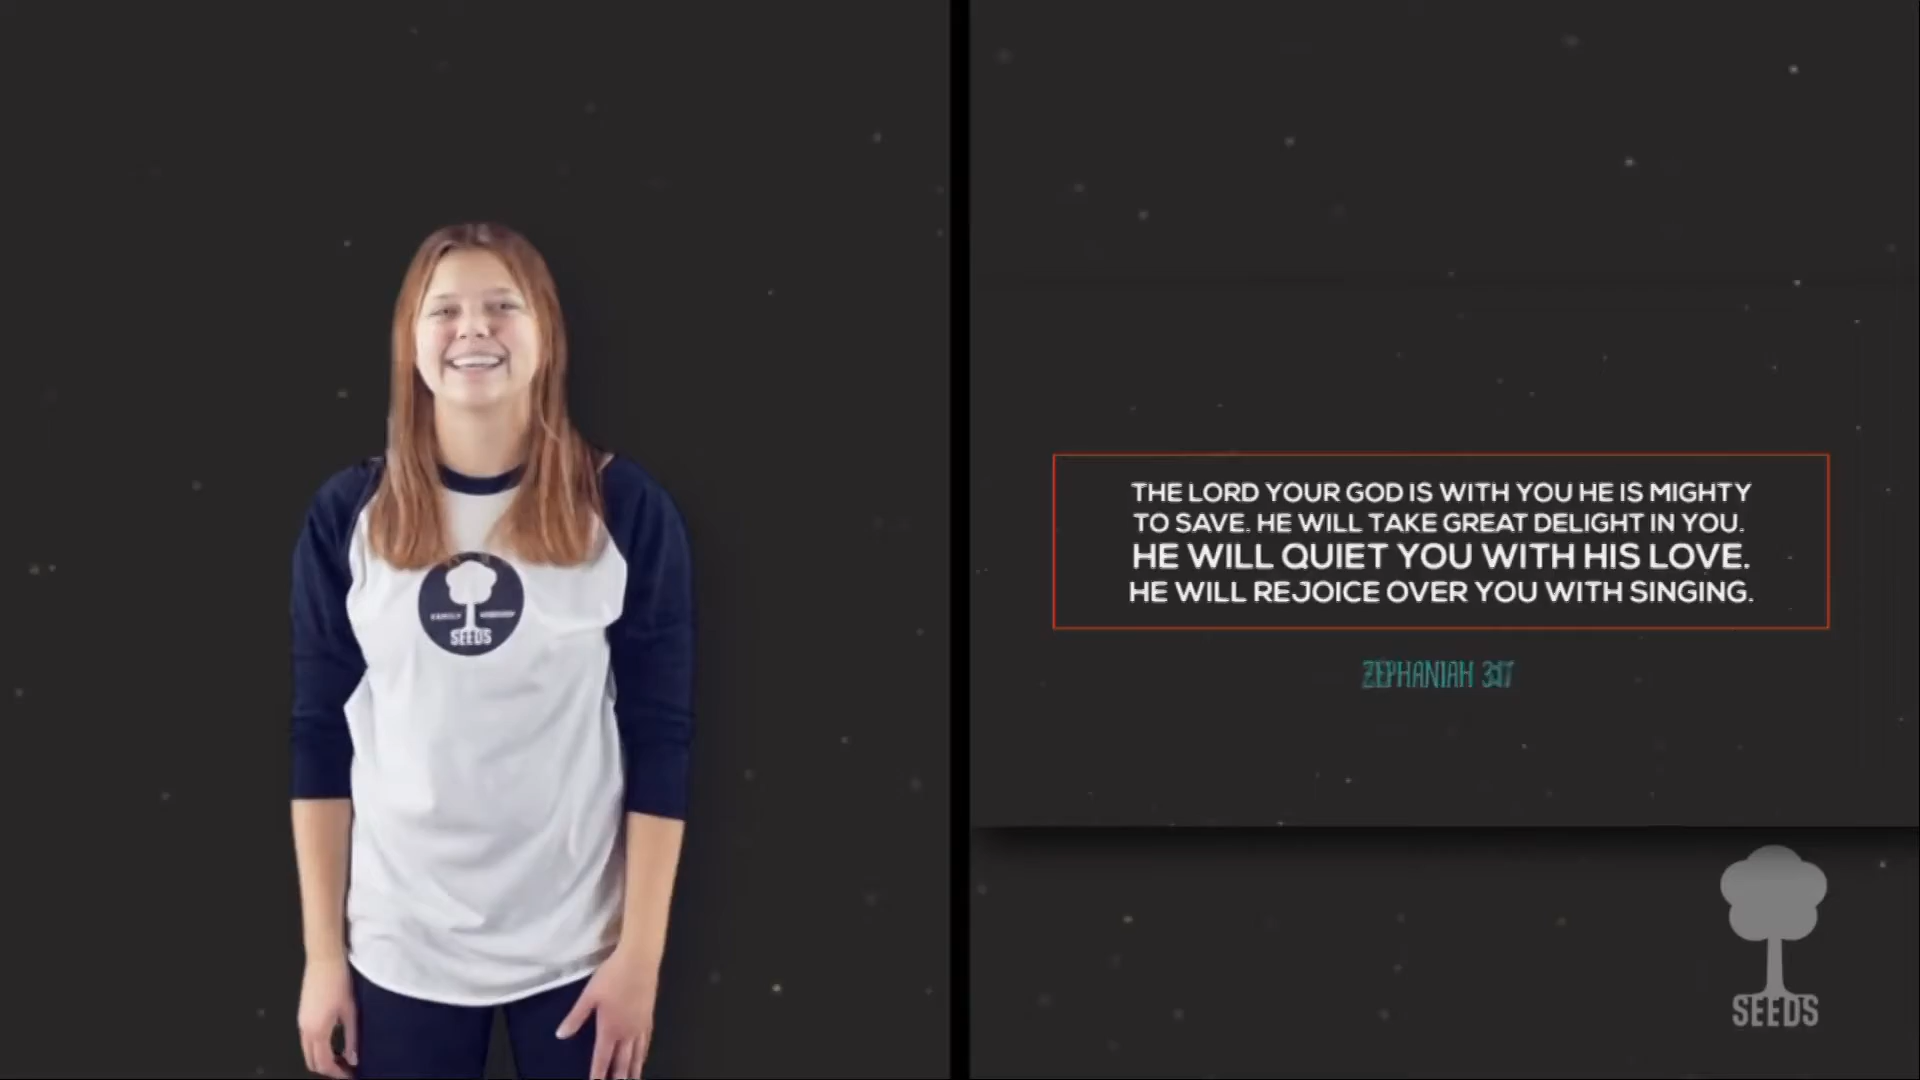 FAMILY
SEEDS
THE LORD YOUR GOD IS WITH YOU HE IS MIGHTY
TO SAVE. HE WILL TAKE GREAT DELIGHT IN YOU.
HE WILL QUIET YOU WITH HIS LOVE.
HE WILL REJOICE OVER YOU WITH SINGING.
ZEPHANIAH 3:17
SEEDS